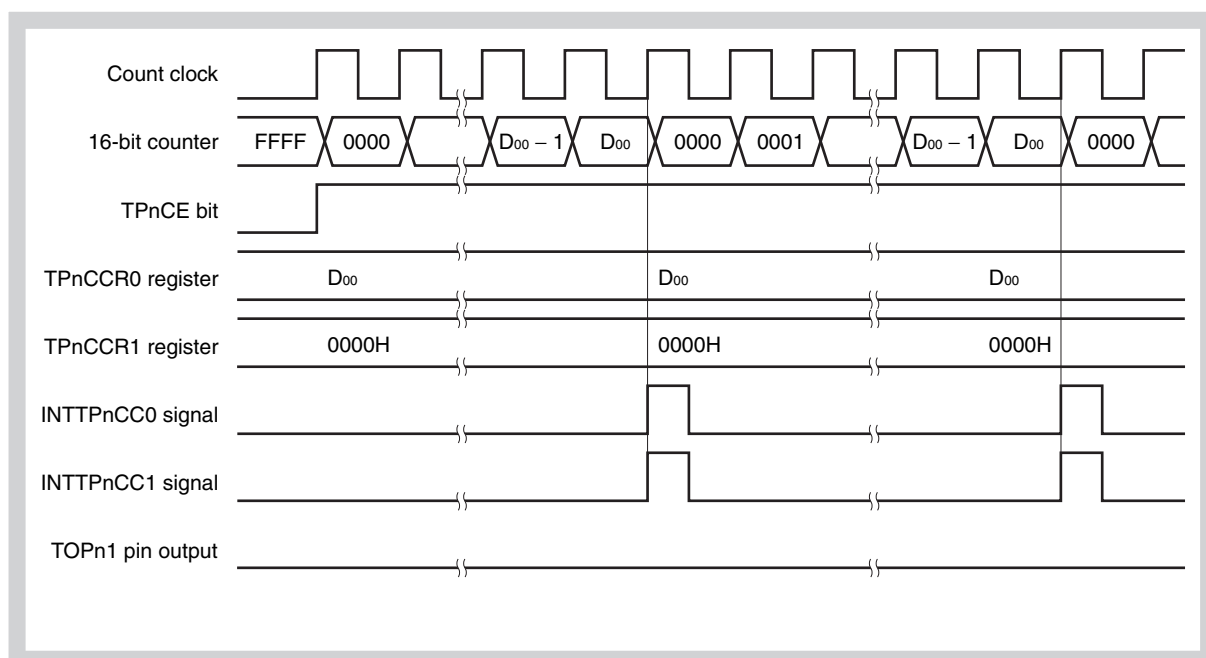 Count clock
16-bit counter FFFF 0000 D00 − 1 D00 0000 0001 D00 − 1 D00 0000
TPnCE bit
TPnCCR0 register D00 D00 D00
TPnCCR1 register 0000H 0000H 0000H
INTTPnCC0 signal
INTTPnCC1 signal
TOPn1 pin output